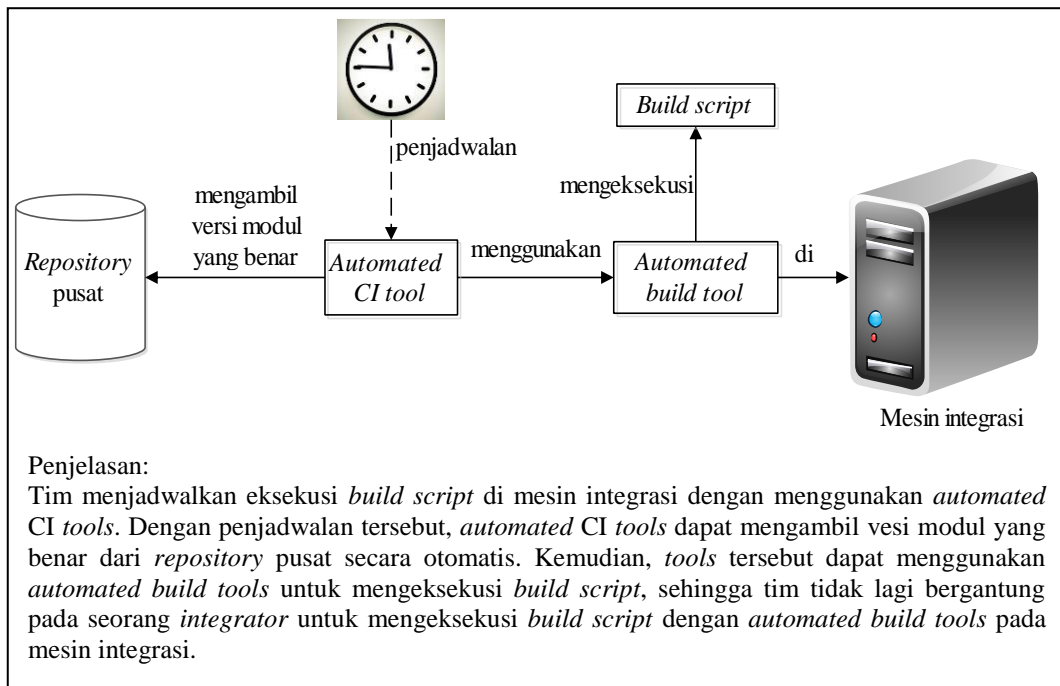 penjadwalan
Build script
mengeksekusi
mengambil
versi modul
yang benar
Repository
pusat
Automated
CI tool
menggunakan
Automated
build tool
di
Mesin integrasi
Penjelasan:
Tim menjadwalkan eksekusi build script di mesin integrasi dengan menggunakan automated
CI tools. Dengan penjadwalan tersebut, automated CI tools dapat mengambil vesi modul yang
benar dari repository pusat secara otomatis. Kemudian, tools tersebut dapat menggunakan
automated build tools untuk mengeksekusi build script, sehingga tim tidak lagi bergantung
pada seorang integrator untuk mengeksekusi build script dengan automated build tools pada
mesin integrasi.